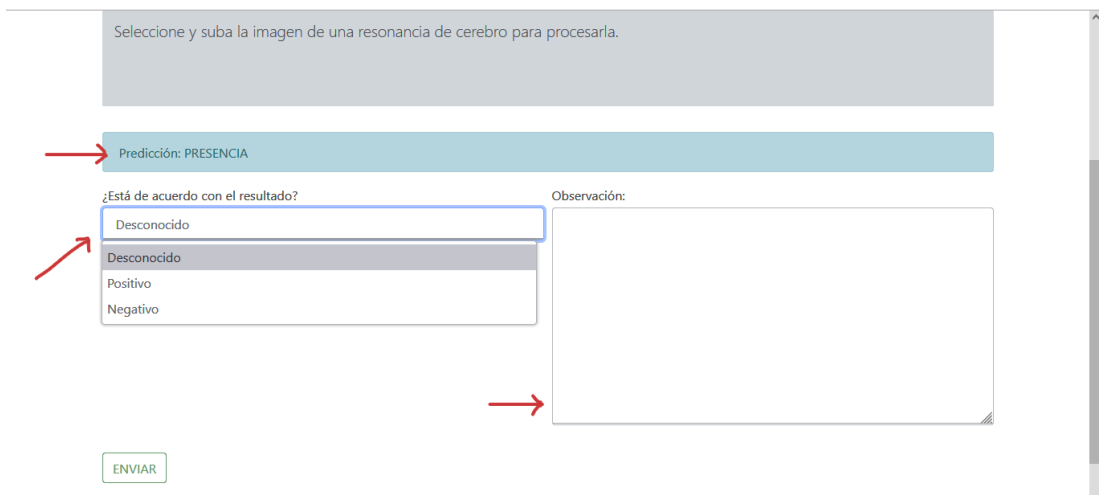 Seleccione y suba la imagen de una resonancia de cerebro para procesarla.
Predicción: PRESENCIA
¿Está de acuerdo con el resultado?
Observación:
Desconocido
Desconocido
Positivo
Negativo
ENVIAR